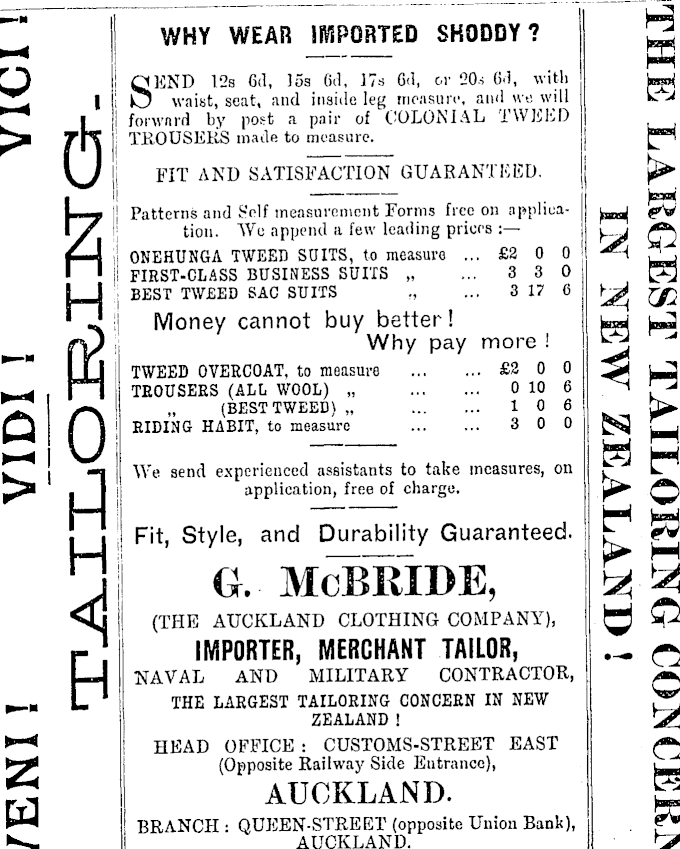 VENI! VIDI! VICI!
TAILORING.
WHY WEAR IMPORTED SHODDY?
SEND 12s 6d, 15s 6d, 17s 6d, or 20s 6d, with
waist, seat, and inside leg measure, and we will
forward by post a pair of COLONIAL TWEED
TROUSERS made to measure.
FIT AND SATISFACTION GUARANTEED.
Patterns and Self measurement Forms free on applica-
tion. We append a few leading prices :—
ONEHUNGA TWEED SUITS, to measure ... £2 0 0
FIRST-CLASS BUSINESS SUITS „ ... 3 3 0
BEST TWEED SAC SUITS „ ... 3 17 6
Money cannot buy better!
Why pay more!
TWEED OVERCOAT, to measure ... ... £2 0 0
TROUSERS (ALL WOOL) „ ... ... 0 10 6
„ (BEST TWEED) „ ... ... 1 0 6
RIDING HABIT, to measure ... ... 3 0 0
We send experienced assistants to take measures, on
application, free of charge.
Fit, Style, and Durability Guaranteed.
G. McBRIDE,
(THE AUCKLAND CLOTHING COMPANY),
IMPORTER, MERCHANT TAILOR,
NAVAL AND MILITARY CONTRACTOR,
THE LARGEST TAILORING CONCERN IN NEW
ZEALAND!
HEAD OFFICE: CUSTOMS-STREET EAST
(Opposite Railway Side Entrance),
AUCKLAND.
BRANCH: QUEEN-STREET (opposite Union Bank),
AUCKLAND.
THE LARGEST TAILORING CONCERN
IN NEW ZEALAND!